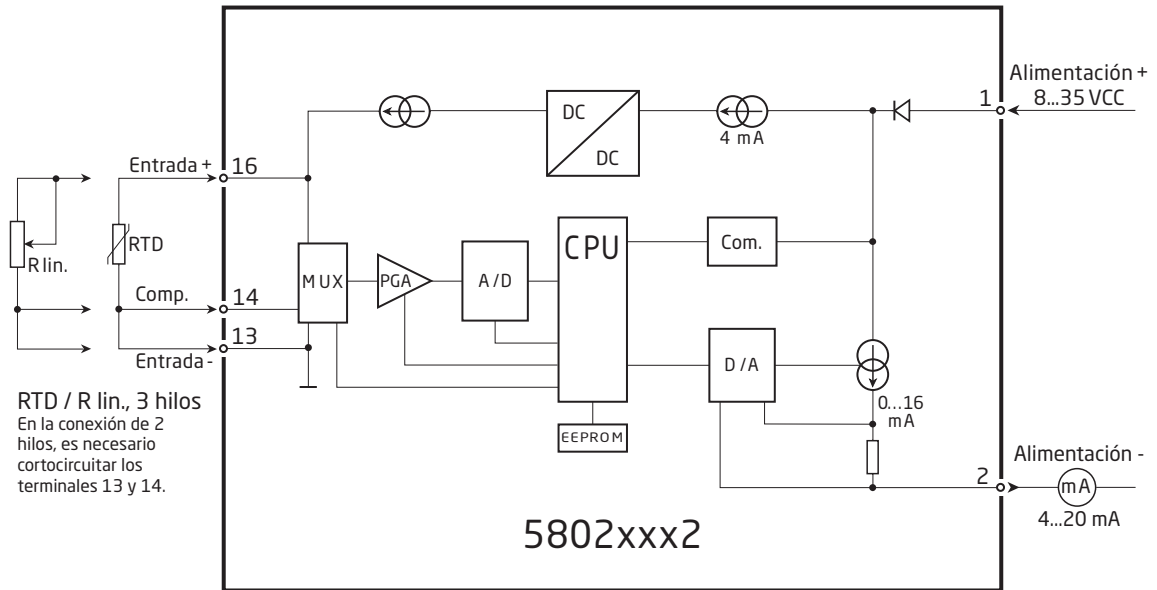 Alimentación +
8...35 VCC
1
DC
DC
4 mA
Entrada +
16
RTD
R lin.
Comp.
14
13
Entrada -
MUX
PGA
A/D
CPU
Com.
D/A
EEPROM
0...16
mA
RTD / R lin., 3 hilos
En la conexión de 2
hilos, es necesario
cortocircuitar los
terminales 13 y 14.
Alimentación -
2
mA
4...20 mA
5802xxx2